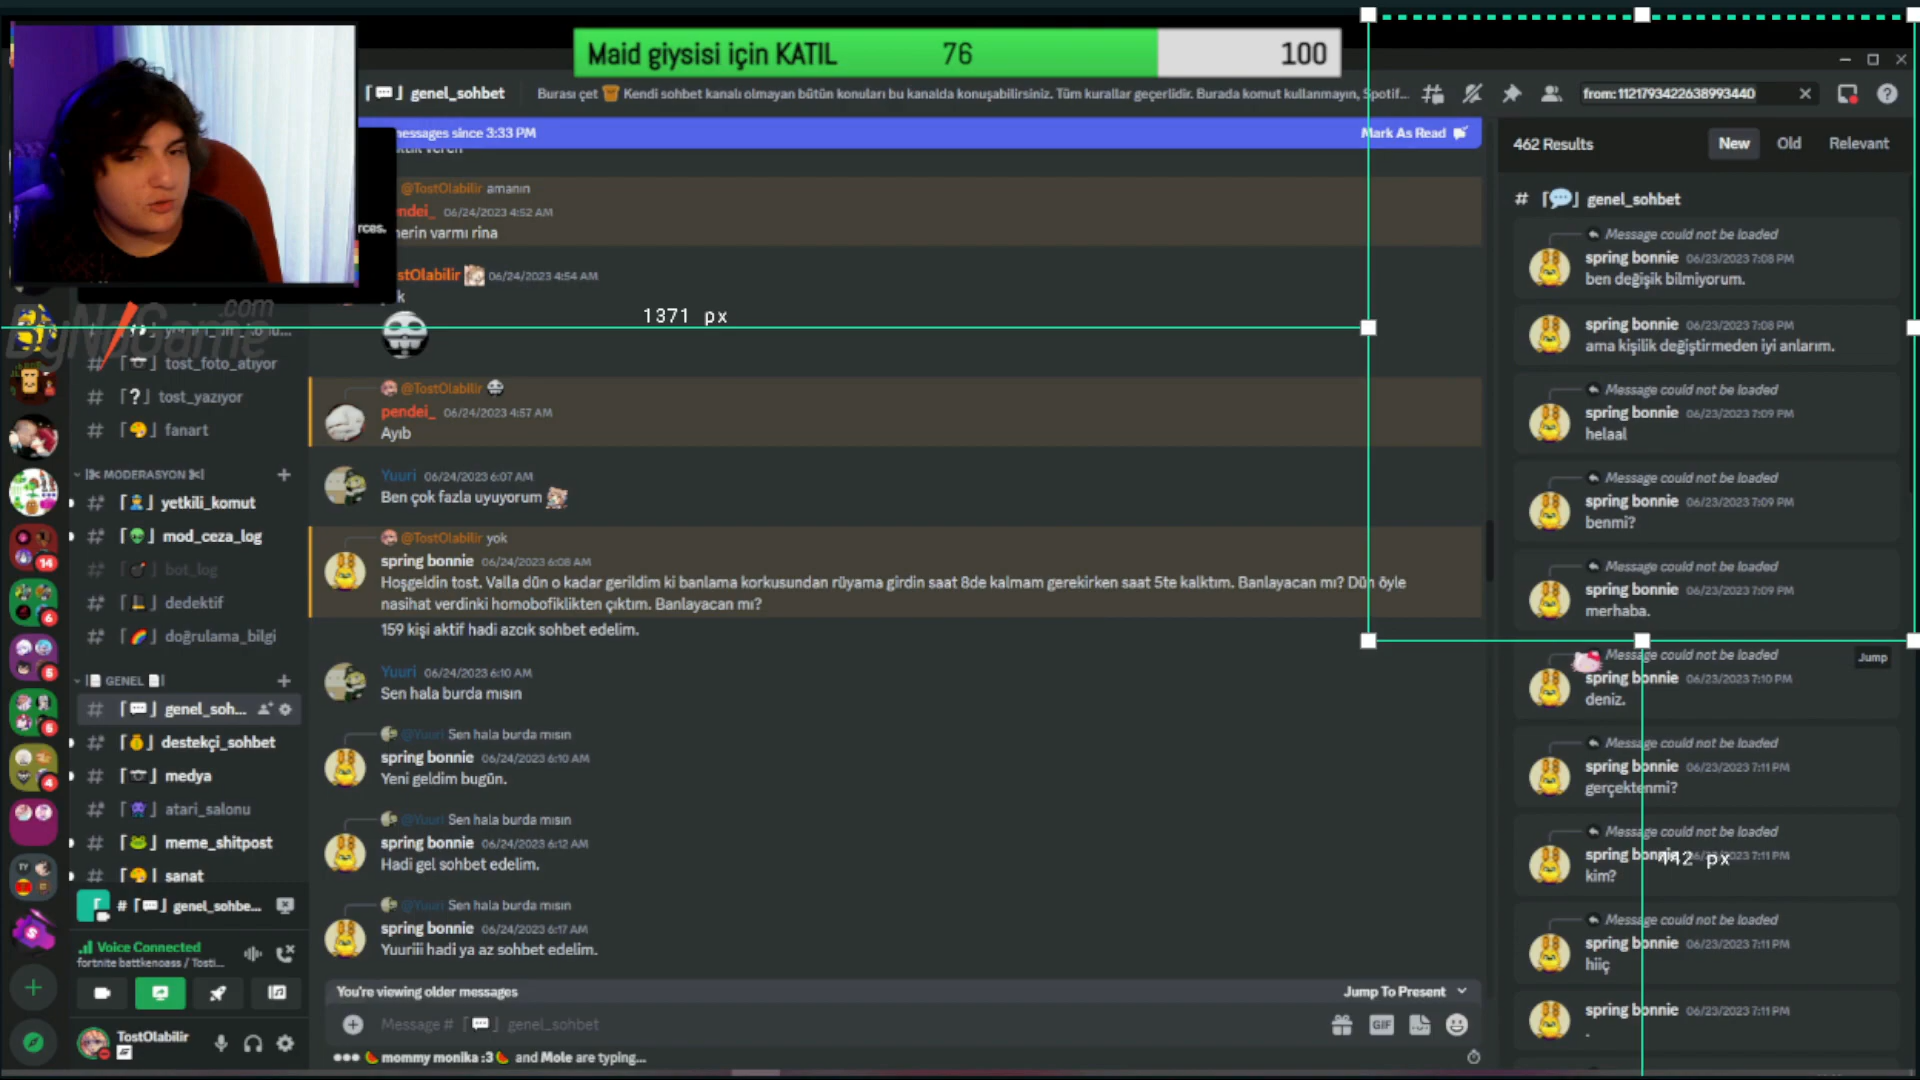 Maid giysisi için KATIL 76 100
genel_sohbet
Burası çet Kendi sohbet kanalı olmayan bütün konuları bu kanalda konuşabilirsiniz. Tüm kurallar geçerlidir. Burada komut kullanmayın, Spotif...
from:1121793422638993440
messages since 3:33 PM
Mark As Read
@TostOlabilir amanın
06/24/2023 4:52 AM
varmı rina
rces.
06/24/2023 4:54 AM
ByNoGame.com
1371 px
tost_foto_atıyor
tost_yazıyor
fanart
MODERASYON
yetkili_komut
mod_ceza_log
bot_log
dedektif
doğrulama_bilgi
GENEL
genel_soh...
destekçi_sohbet
medya
atari_salonu
meme_shitpost
sanat
genel_sohbe...
Voice Connected
fortnite battkenoass / Tosti...
TostOlabilir
14
6
5
6
4
TY
@TostOlabilir
pendei_ 06/24/2023 4:57 AM
Ayıb
Yuuri 06/24/2023 6:07 AM
Ben çok fazla uyuyorum
@TostOlabilir yok
spring bonnie 06/24/2023 6:08 AM
Hoşgeldin tost. Valla dün o kadar gerildim ki banlama korkusundan rüyama girdin saat 8de kalmam gerekirken saat 5te kalktım. Banlayacan mı? Dün öyle
nasihat verdinki homobofiklikten çıktım. Banlayacan mı?
159 kişi aktif hadi azcık sohbet edelim.
Yuuri 06/24/2023 6:10 AM
Sen hala burda mısın
@Yuuri Sen hala burda mısın
spring bonnie 06/24/2023 6:10 AM
Yeni geldim bugün.
@Yuuri Sen hala burda mısın
spring bonnie 06/24/2023 6:12 AM
Hadi gel sohbet edelim.
@Yuuri Sen hala burda mısın
spring bonnie 06/24/2023 6:17 AM
Yuuriii hadi ya az sohbet edelim.
You're viewing older messages
Jump To Present
Message # genel_sohbet
GIF
mommy monika :3 and Mole are typing...
462 Results
New
Old
Relevant
# genel_sohbet
Message could not be loaded
spring bonnie 06/23/2023 7:08 PM
ben değişik bilmiyorum.
spring bonnie 06/23/2023 7:08 PM
ama kişilik değiştirmeden iyi anlarım.
Message could not be loaded
spring bonnie 06/23/2023 7:09 PM
helaal
Message could not be loaded
spring bonnie 06/23/2023 7:09 PM
benmi?
Message could not be loaded
spring bonnie 06/23/2023 7:09 PM
merhaba.
Message could not be loaded
Jump
spring bonnie 06/23/2023 7:10 PM
deniz.
Message could not be loaded
spring bonnie 06/23/2023 7:11 PM
gerçektenmi?
Message could not be loaded
spring bonnie 7:11 PM
442 px
kim?
Message could not be loaded
spring bonnie 06/23/2023 7:11 PM
hiiç
spring bonnie 06/23/2023 7:11 PM
.